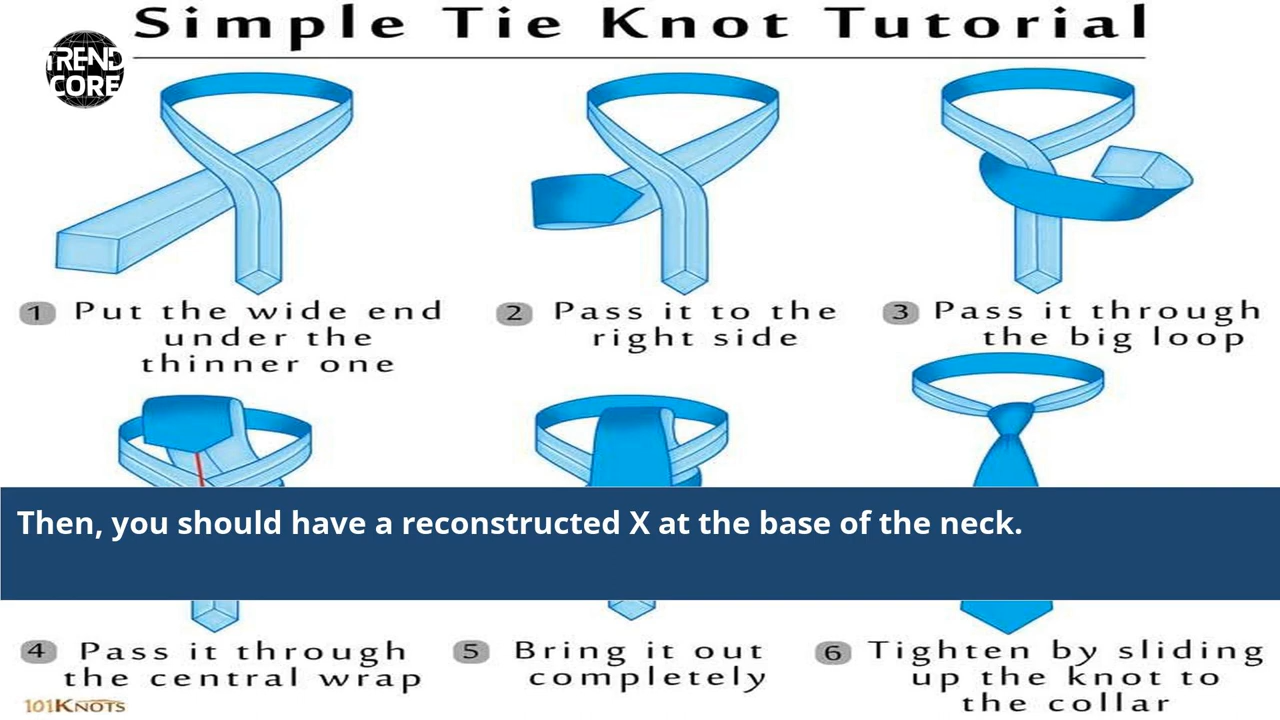 Simple Tie Knot Tutorial
TREND
CORE
1 Put the wide end
under the
thinner one
2 Pass it to the
right side
3 Pass it through
the big loop
Then, you should have a reconstructed X at the base of the neck.
4 Pass it through
the central wrap
5 Bring it out
completely
6 Tighten by sliding
up the knot to
the collar
101KNOTS